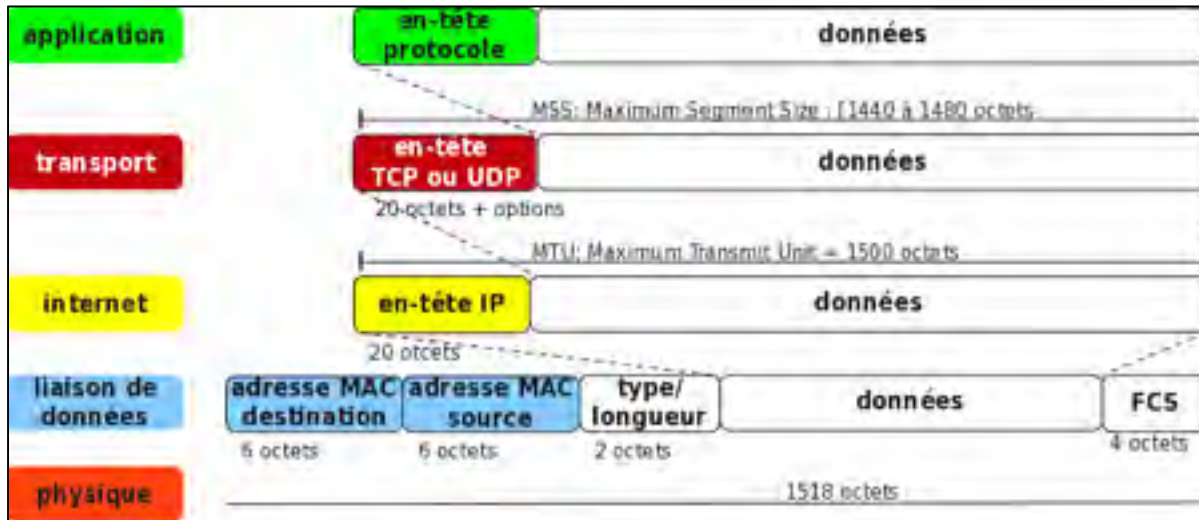 application
en-tête
protocole
données
MSS: Maximum Segment Size : [1440 à 1480 octets
transport
en-tête
TCP ou UDP
données
20 octets + options
MTU: Maximum Transmit Unit = 1500 octets
internet
en-tête IP
données
20 otcets
liaison de
données
adresse MAC
destination
adresse MAC
source
type/
longueur
données
FCS
6 octets
6 octets
2 octets
4 octets
physique
1518 octets